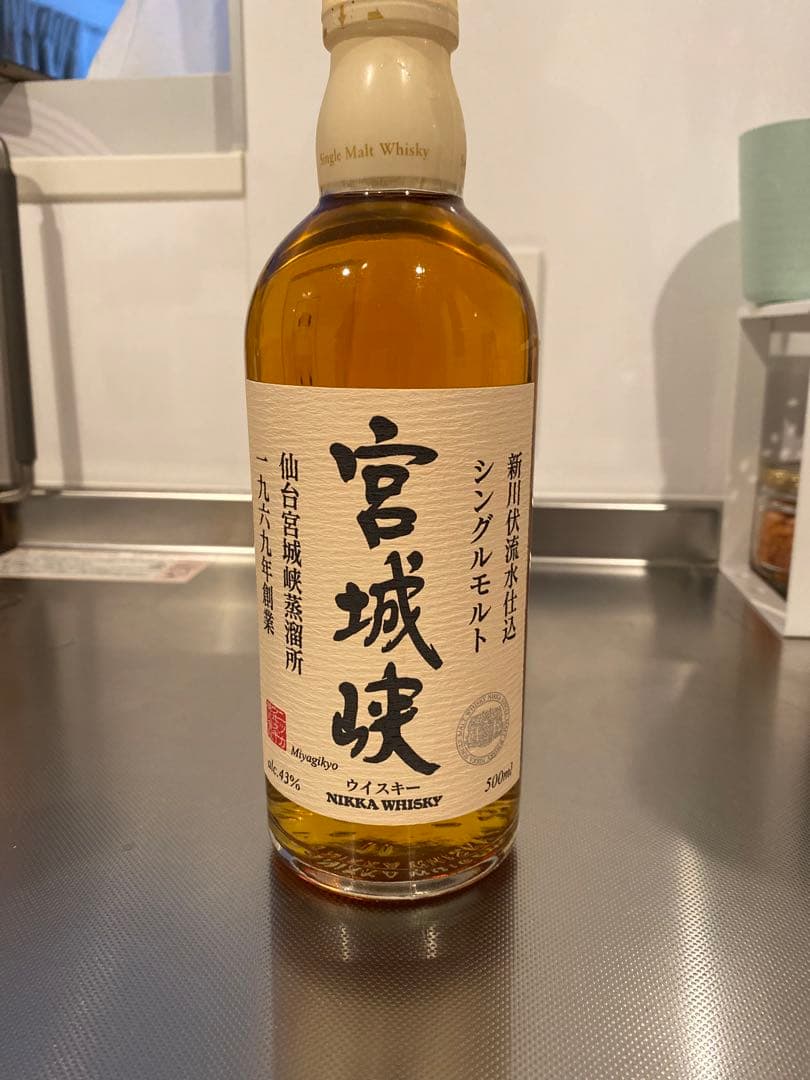 Single Malt Whisky
新川伏流水仕込
シングルモルト
宮城峡
仙台宮城峡蒸溜所
一九六九年創業
Miyagikyo
alc.43%
ウイスキー
500ml
NIKKA WHISKY